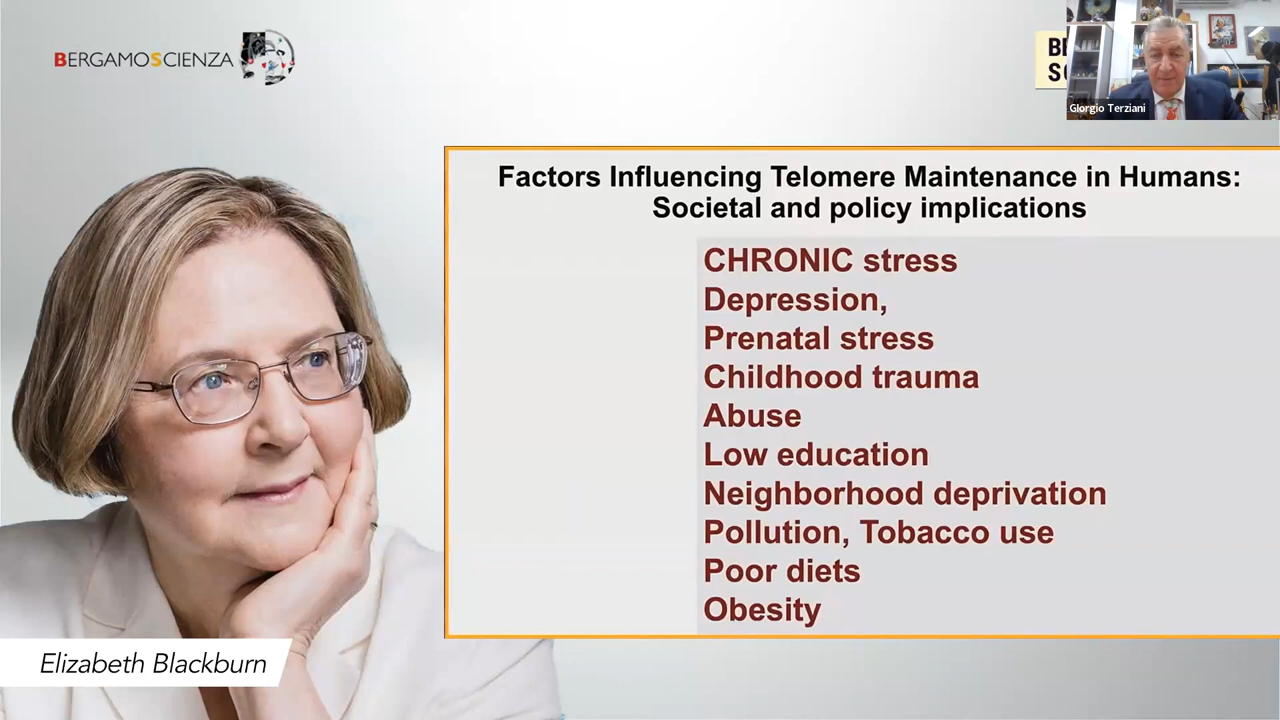 BERGAMOSCIENZA
Giorgio Terziani
Factors Influencing Telomere Maintenance in Humans:
Societal and policy implications
CHRONIC stress
Depression,
Prenatal stress
Childhood trauma
Abuse
Low education
Neighborhood deprivation
Pollution, Tobacco use
Poor diets
Obesity
Elizabeth Blackburn